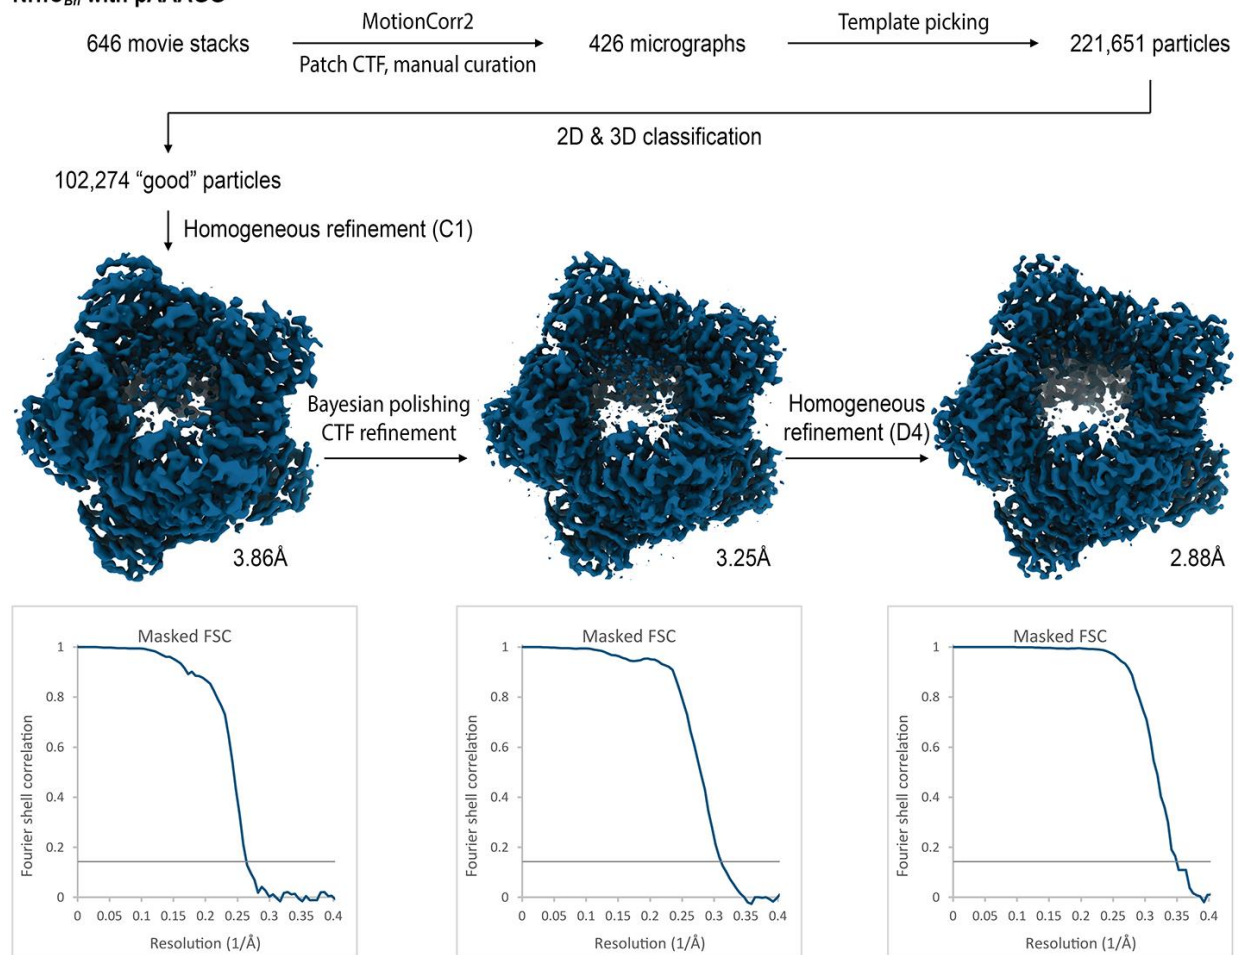 with pAAAGG
MotionCorr2
Template picking
646 movie stacks
426 micrographs
221,651 particles
Patch CTF, manual curation
2D & 3D classification
102,274 “good” particles
Homogeneous refinement (C1)
Bayesian polishing
CTF refinement
Homogeneous
refinement (D4)
3.86Å
3.25Å
2.88Å
Masked FSC
1
0.8
0.6
0.4
0.2
0
Fourier shell correlation
0 0.05 0.1 0.15 0.2 0.25 0.3 0.35 0.4
Resolution (1/Å)
Masked FSC
1
0.8
0.6
0.4
0.2
0
Fourier shell correlation
0 0.05 0.1 0.15 0.2 0.25 0.3 0.35 0.4
Resolution (1/Å)
Masked FSC
1
0.8
0.6
0.4
0.2
0
Fourier shell correlation
0 0.05 0.1 0.15 0.2 0.25 0.3 0.35 0.4
Resolution (1/Å)